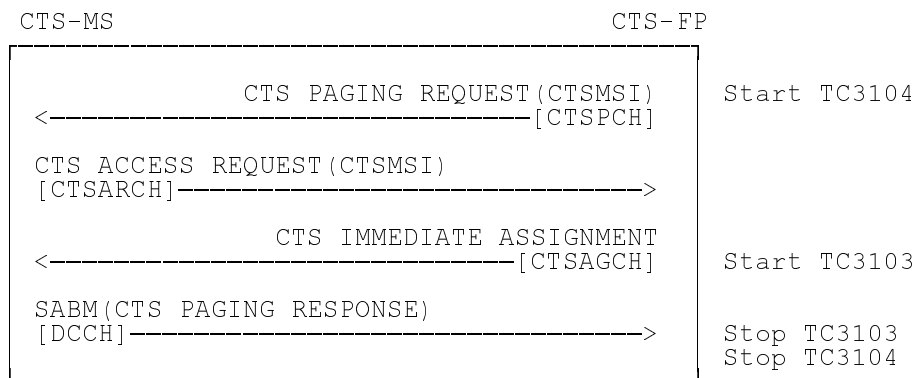 CTS-MS CTS-FP
CTS PAGING REQUEST(CTSMSI) Start TC3104
<------------------------------[CTSPCH]
CTS ACCESS REQUEST(CTSMSI)
[CTSARCH]----------------------------->
CTS IMMEDIATE ASSIGNMENT
<-----------------------------[CTSAGCH] Start TC3103
SABM(CTS PAGING RESPONSE)
[DCCH]--------------------------------> Stop TC3103
Stop TC3104